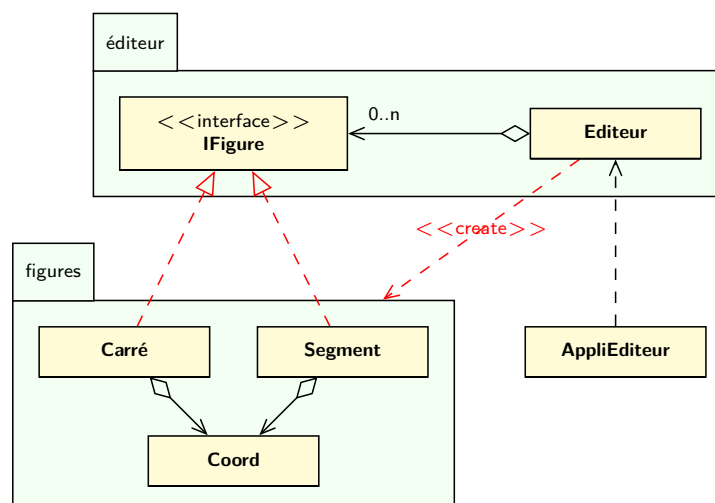 éditeur
<<interface>>
IFigure
0..n
Editeur
<<create>>
figures
Carré
Segment
AppliEditeur
Coord